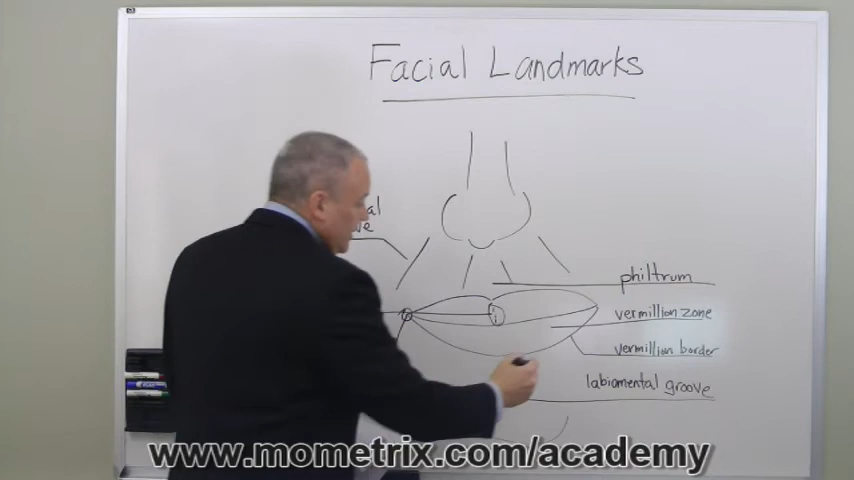 Facial Landmarks
philtrum
vermillion zone
vermillion border
labiomental groove
www.mometrix.com/academy